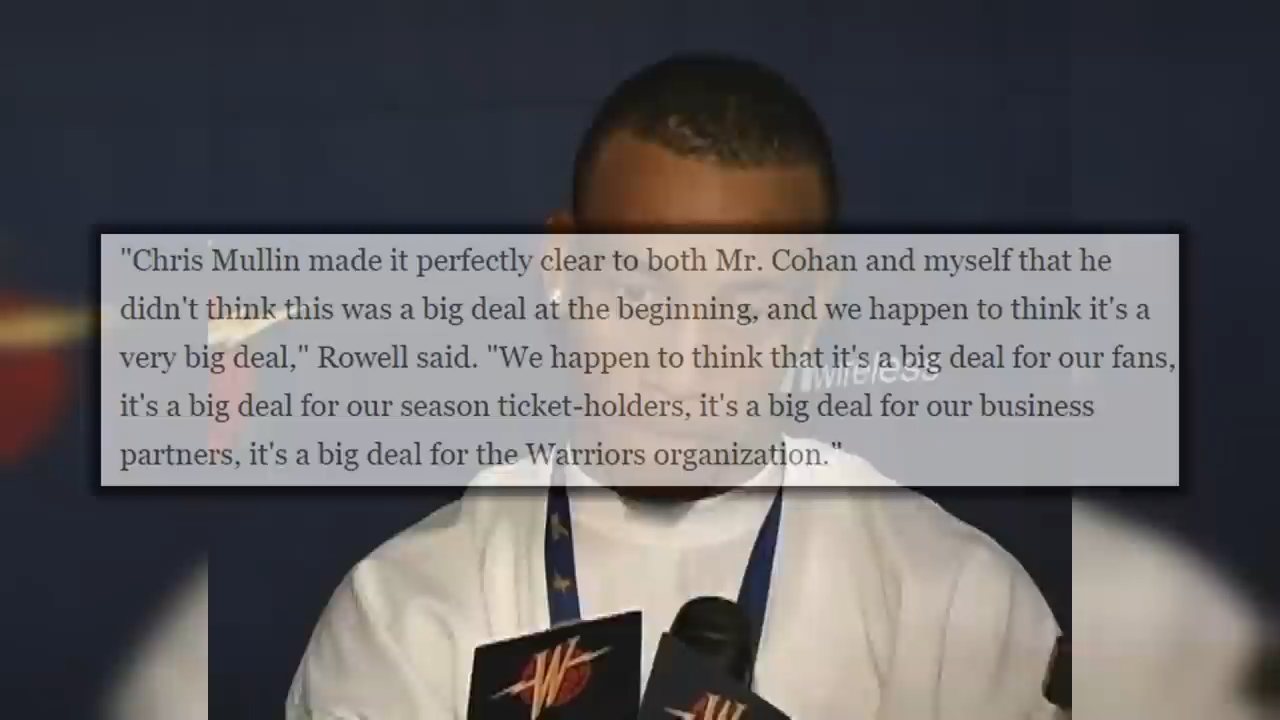 "Chris Mullin made it perfectly clear to both Mr. Cohan and myself that he
didn't think this was a big deal at the beginning, and we happen to think it's a
very big deal," Rowell said. "We happen to think that it's a big deal for our fans,
it's a big deal for our season ticket-holders, it's a big deal for our business
partners, it's a big deal for the Warriors organization."
wireless
W
W